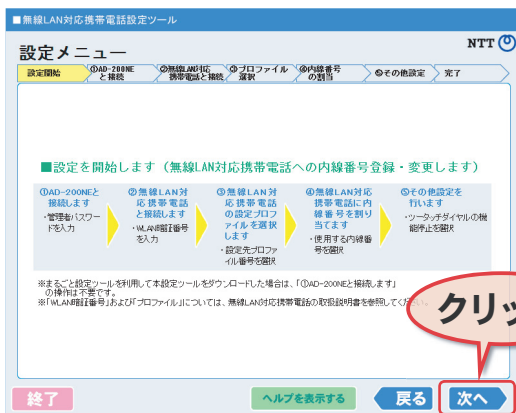 ■無線LAN対応携帯電話設定ツール
設定メニュー
NTT
設定開始
①AD-200NE
と接続
②無線LAN対応
携帯電話と接続
③プロファイル
選択
④内線番号
の割当
⑤その他設定
完了
■設定を開始します（無線LAN対応携帯電話への内線番号登録・変更します）
①AD-200NEと
接続します
・管理者パスワー
ドを入力
②無線LAN対
応携帯電話
と接続します
・WLAN暗証番号
を入力
③無線LAN対
応携帯電話
の設定プロフ
ァイルを選択
します
・設定先プロファ
イル番号を選択
④無線LAN対応
携帯電話に内
線番号を割り
当てます
・使用する内線番
号を選択
⑤その他設定を
行います
・ツータッチダイヤルの機
能停止を選択
※まるごと設定ツールを利用して本設定ツールをダウンロードした場合は、「①AD-200NEと接続します」
の操作は不要です。
※「WLAN暗証番号」および「プロファイル」については、無線LAN対応携帯電話の取扱説明書を参照してくだ
クリッ
終了
ヘルプを表示する
戻る
次へ